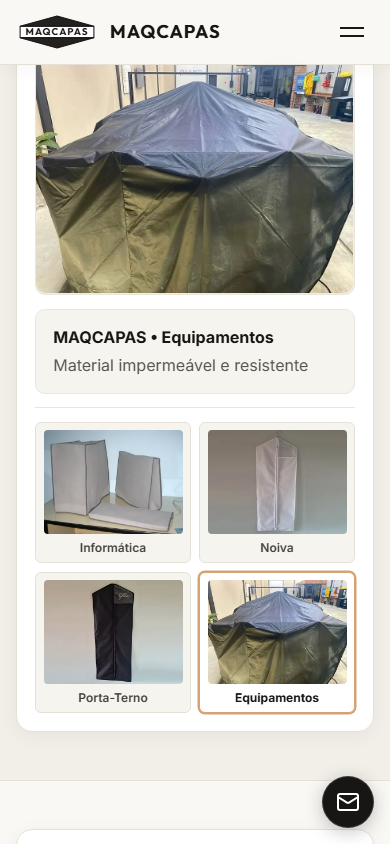 MAQCAPAS
MAQCAPAS
MAQCAPAS • Equipamentos
Material impermeável e resistente
Informática
Noiva
Porta-Terno
Equipamentos